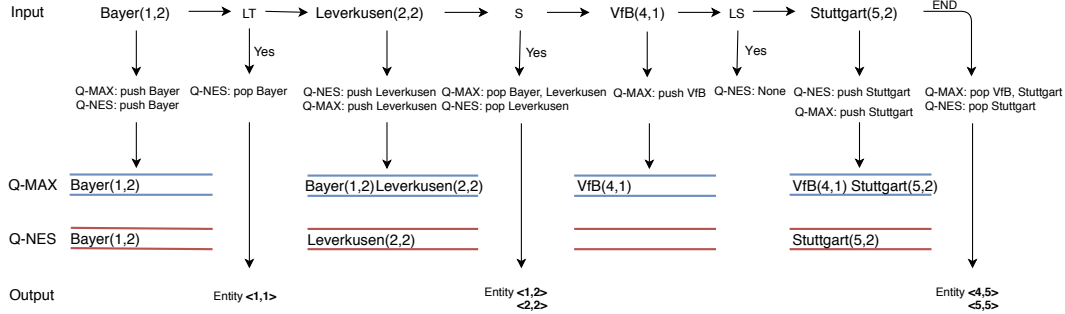 Input Bayer(1,2) LT Leverkusen(2,2) S VfB(4,1) LS Stuttgart(5,2) END
Yes Yes Yes
Q-MAX: push Bayer Q-NES: pop Bayer Q-NES: push Leverkusen Q-MAX: pop Bayer, Leverkusen Q-MAX: push VfB Q-NES: None Q-NES: push Stuttgart Q-MAX: pop VfB, Stuttgart
Q-NES: push Bayer Q-MAX: push Leverkusen Q-NES: pop Leverkusen Q-MAX: push Stuttgart Q-NES: pop Stuttgart
Q-MAX Bayer(1,2) Bayer(1,2) Leverkusen(2,2) VfB(4,1) VfB(4,1) Stuttgart(5,2)
Q-NES Bayer(1,2) Leverkusen(2,2) Stuttgart(5,2)
Output Entity <1,1> Entity <1,2> Entity <4,5>
<2,2> <5,5>